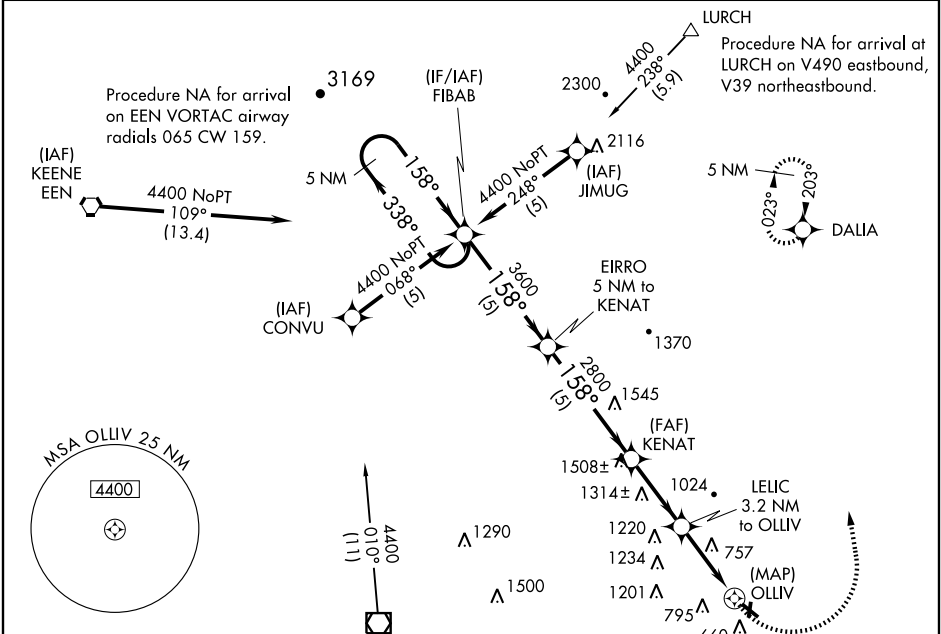 LURCH
Procedure NA for arrival at
LURCH on V490 eastbound,
V39 northeastbound.
4400
238°
(5.9)
2300
3169
(IF/IAF)
FIBAB
Procedure NA for arrival
on EEN VORTAC airway
radials 065 CW 159.
(IAF)
KEENE
EEN
4400 NoPT
109°
(13.4)
5 NM
158°
338°
4400 NoPT
248°
(5)
2116
(IAF)
JIMUG
5 NM
023°
203°
DALIA
4400 NoPT
068°
(5)
(IAF)
CONVU
3600
158°
(5)
EIRRO
5 NM to
KENAT
1370
2800
158°
(5)
1545
(FAF)
KENAT
1508±
1314±
1024
LELIC
3.2 NM
to OLLIV
MSA OLLIV 25 NM
4400
4400
010°
(11)
1290
1500
1220
1234
1201
757
795
(MAP)
OLLIV